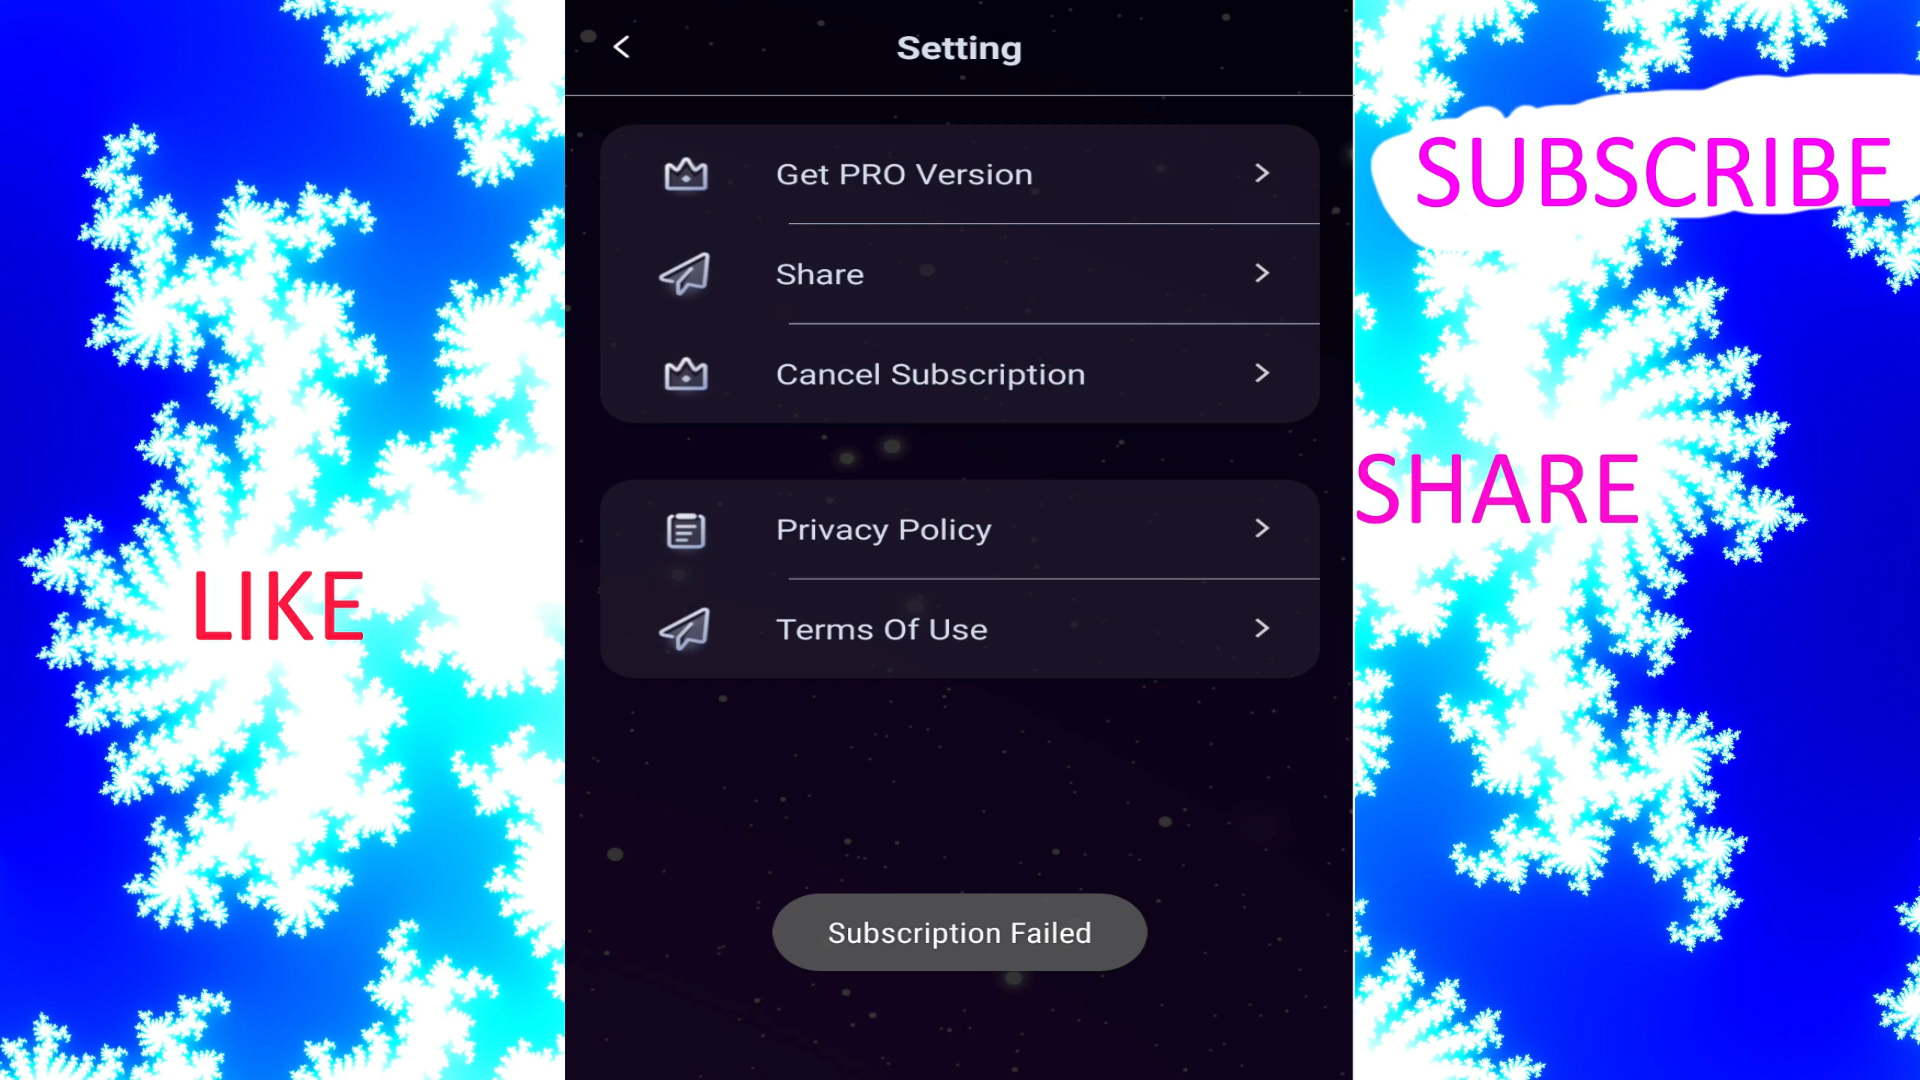 Setting
Get PRO Version
Share
Cancel Subscription
Privacy Policy
Terms Of Use
Subscription Failed
LIKE
SUBSCRIBE
SHARE